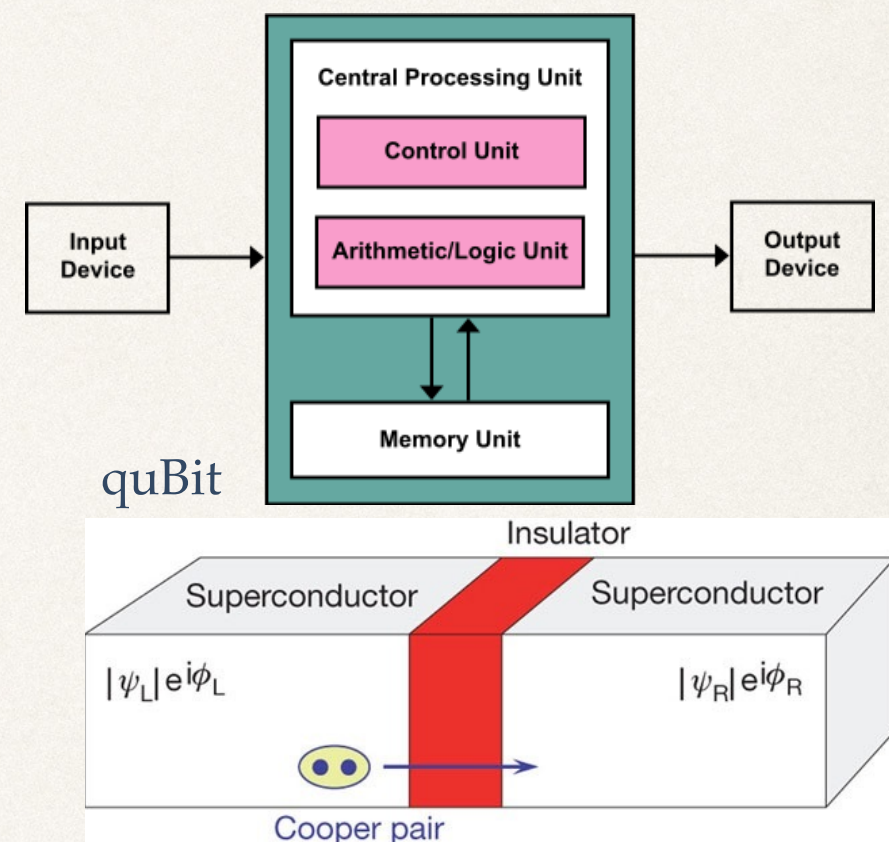 Central Processing Unit
Control Unit
Arithmetic/Logic Unit
Input
Device
Output
Device
Memory Unit
quBit
Insulator
Superconductor
Superconductor
|ψL|eiϕL
|ψR|eiϕR
Cooper pair